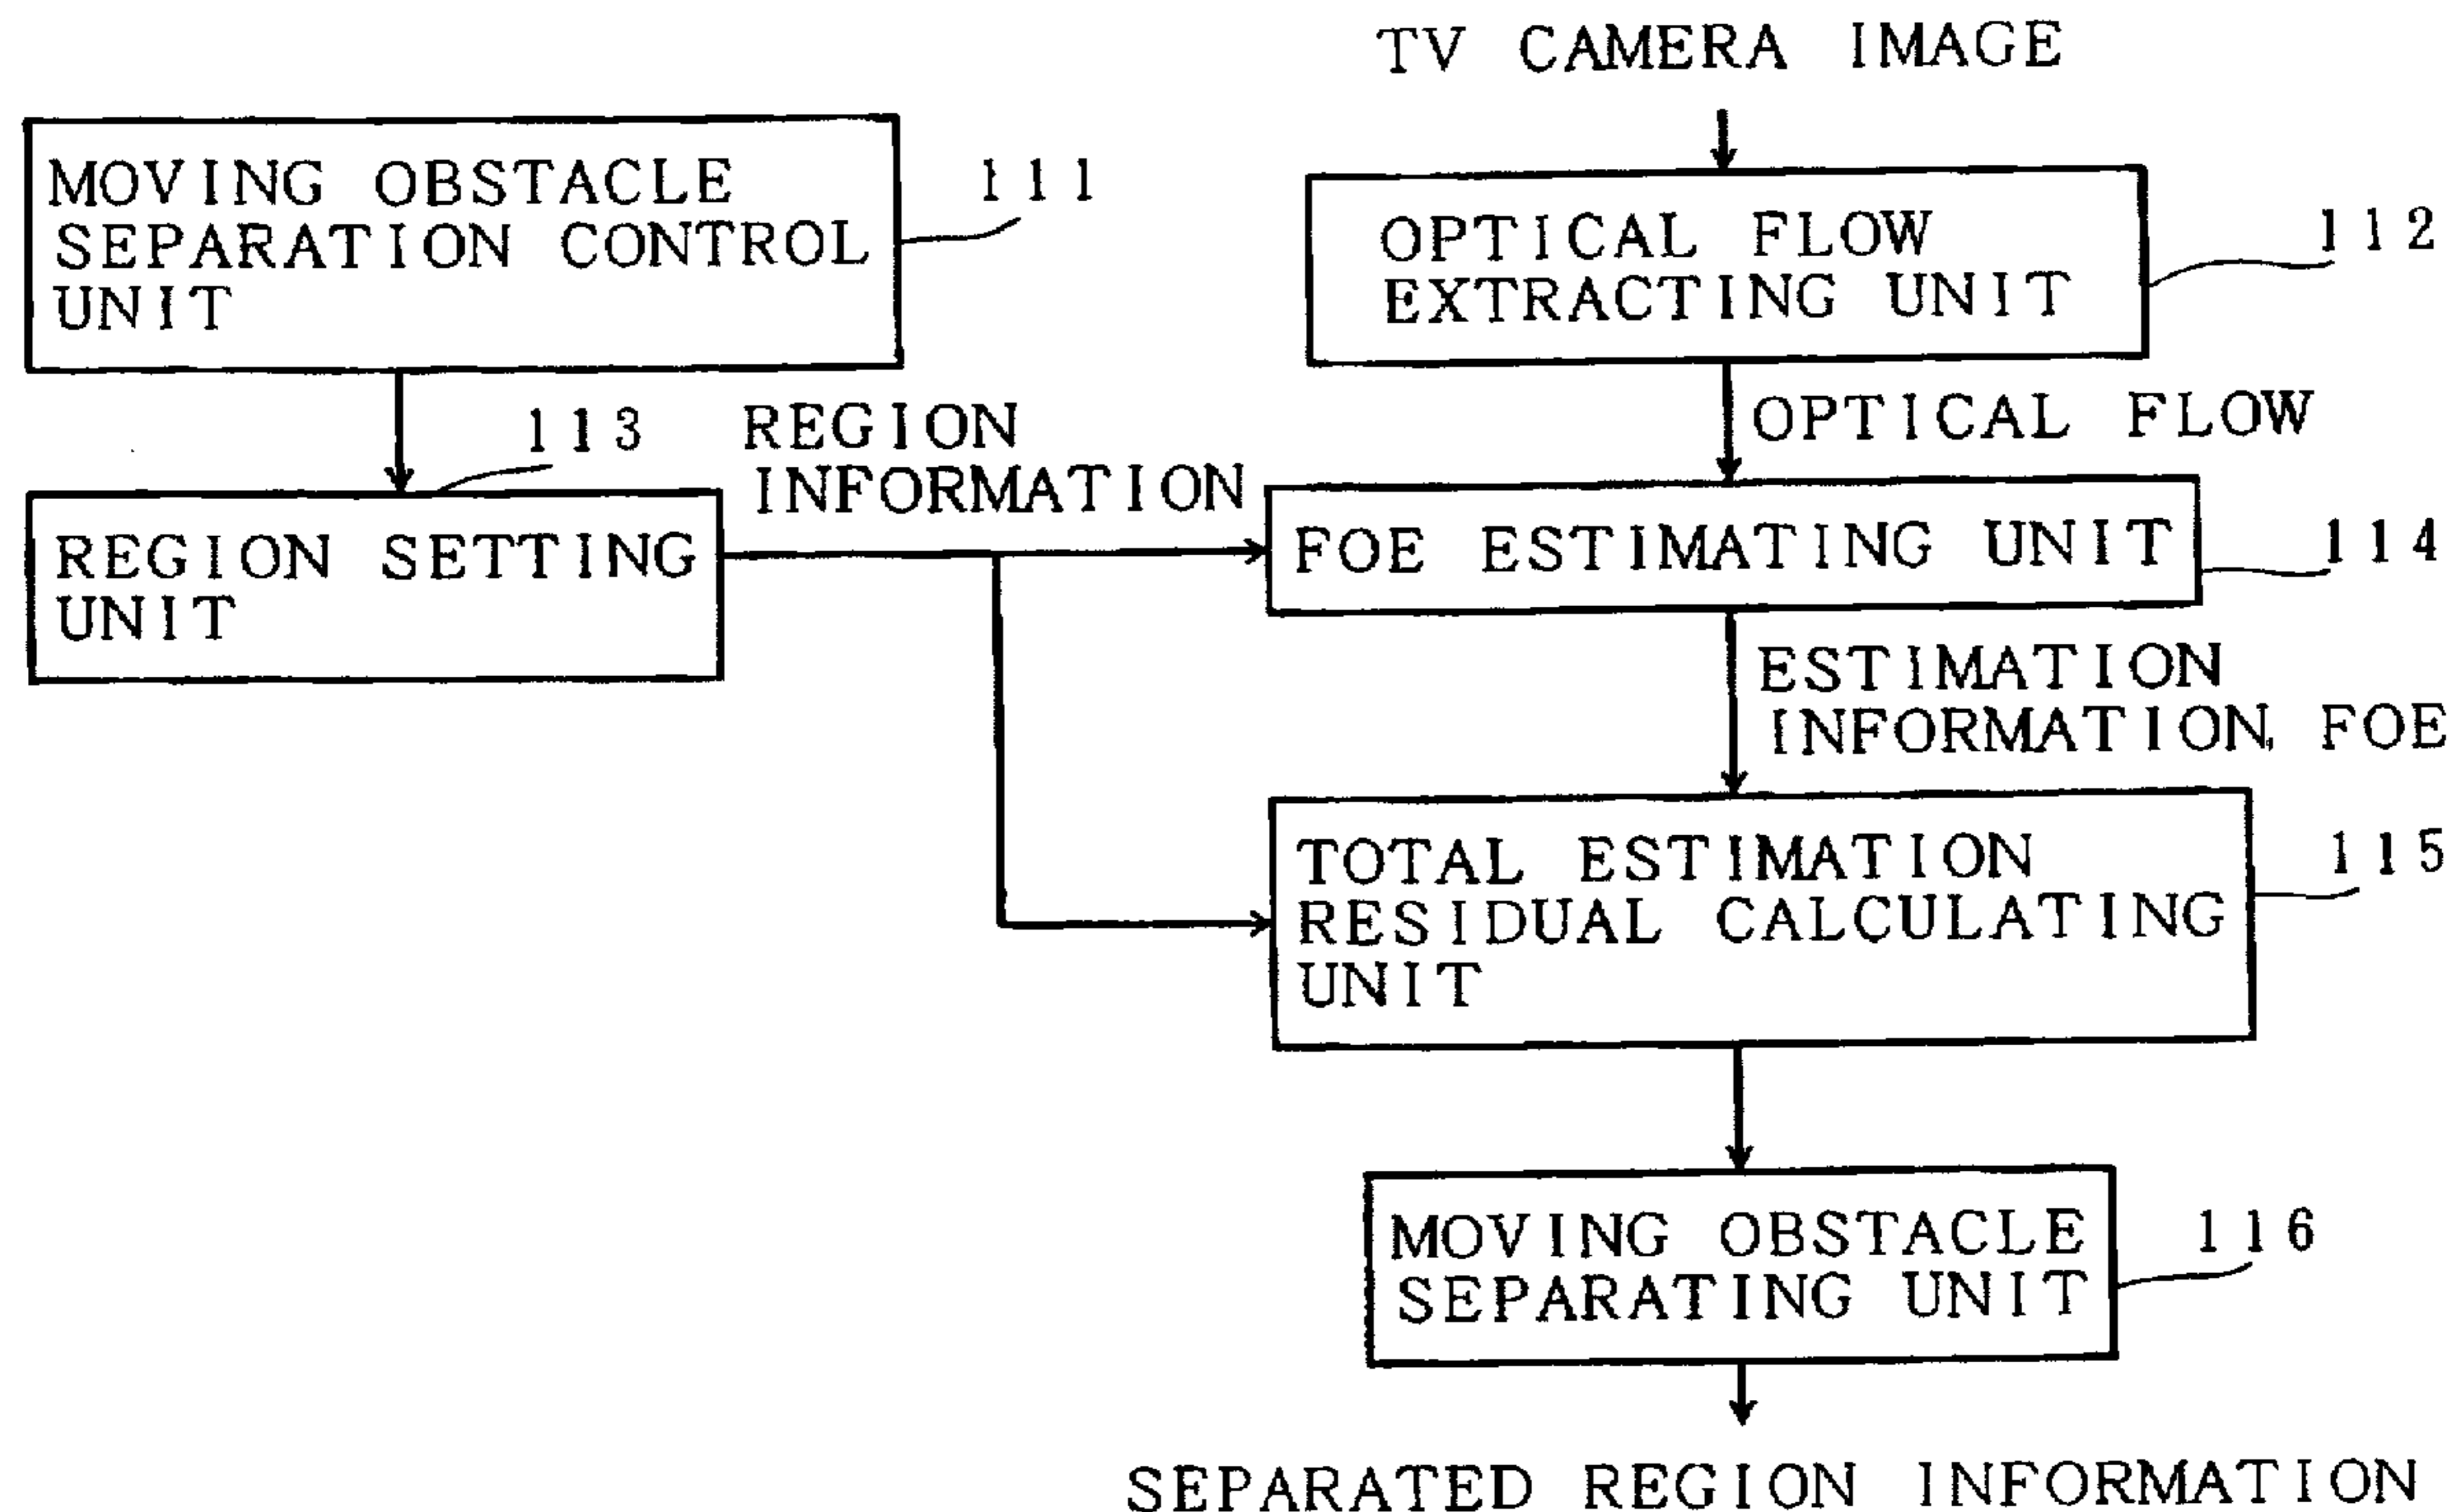 TV CAMERA IMAGE
MOVING OBSTACLE
SEPARATION CONTROL
UNIT
111
OPTICAL FLOW
EXTRACTING UNIT
112
OPTICAL FLOW
113
REGION
INFORMATION
REGION SETTING
UNIT
FOE ESTIMATING UNIT
114
ESTIMATION
INFORMATION, FOE
TOTAL ESTIMATION
RESIDUAL CALCULATING
UNIT
115
MOVING OBSTACLE
SEPARATING UNIT
116
SEPARATED REGION INFORMATION